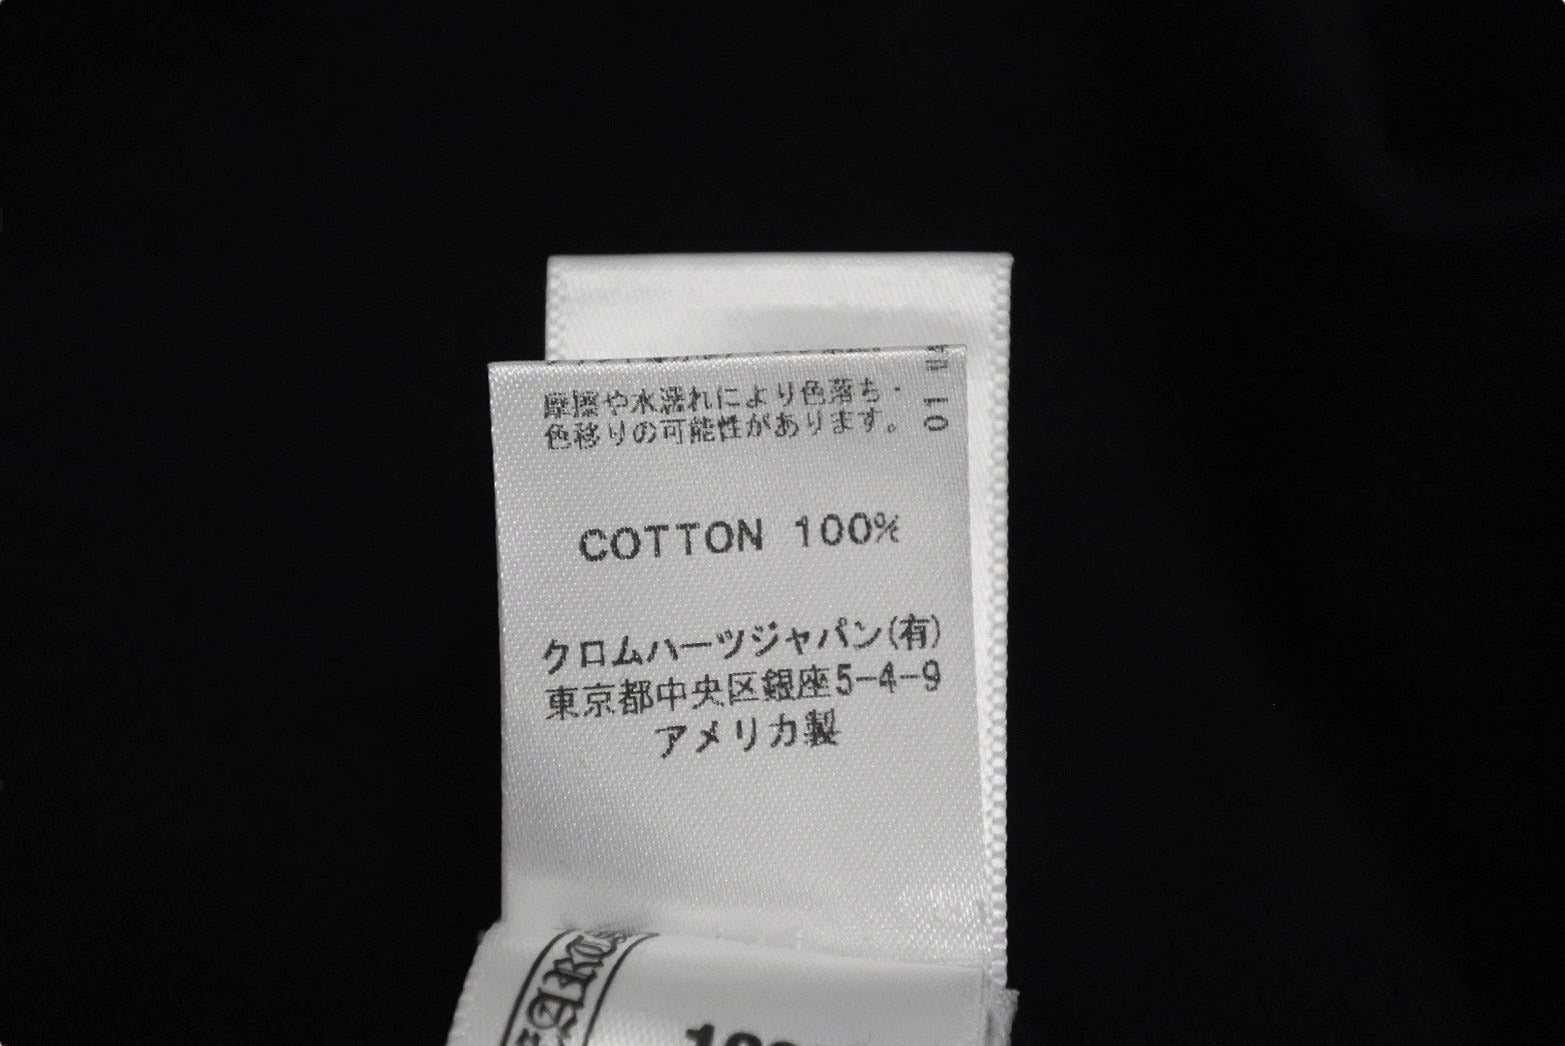 摩擦や水濡れにより色落ち・
色移りの可能性があります。
01
COTTON 100%
クロムハーツジャパン(有)
東京都中央区銀座5-4-9
アメリカ製